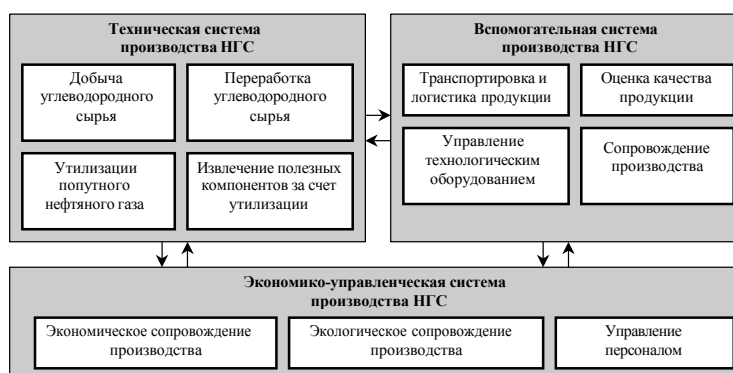 Техническая система
производства НГС
Добыча
углеводородного
сырья
Переработка
углеводородного
сырья
Утилизации
попутного
нефтяного газа
Извлечение полезных
компонентов за счет
утилизации
Вспомогательная система
производства НГС
Транспортировка и
логистика продукции
Оценка качества
продукции
Управление
технологическим
оборудованием
Сопровождение
производства
Экономико-управленческая система
производства НГС
Экономическое сопровождение
производства
Экологическое сопровождение
производства
Управление
персоналом